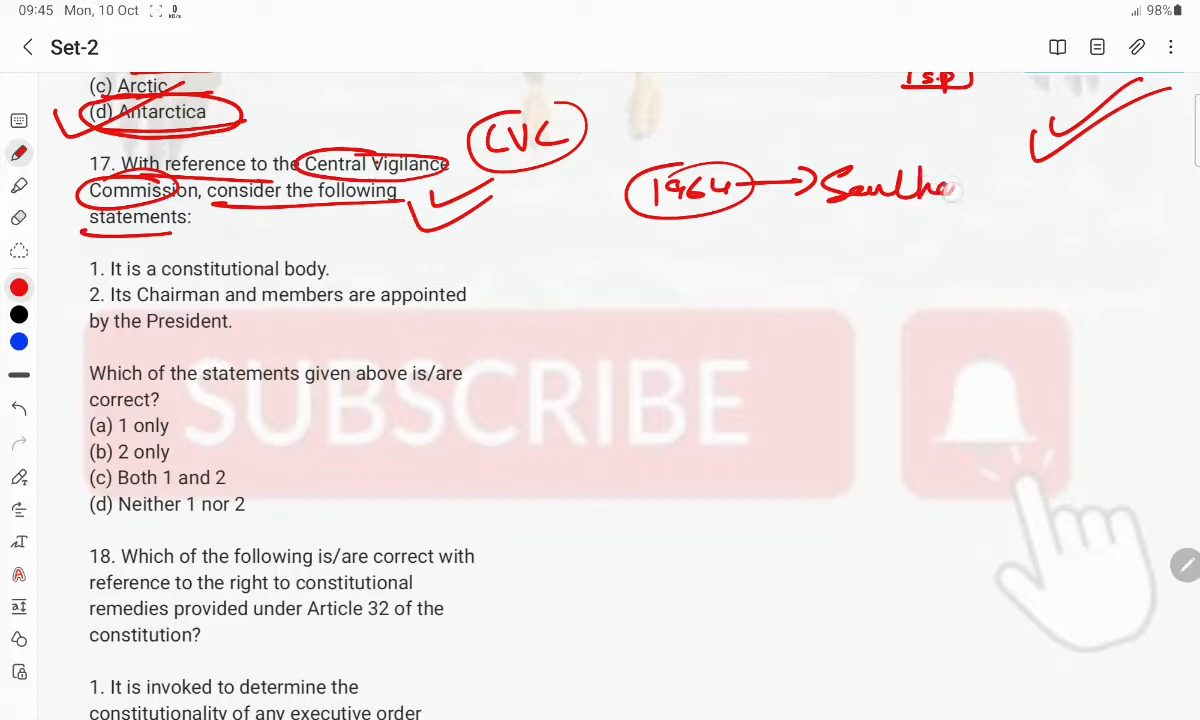 09:45 Mon, 10 Oct 0 kB/s 98%
Set-2
(c) Arctic
1 s.p
(d) Antarctica
CVC
17. With reference to the Central Vigilance
Commission, consider the following
1964 → Santha
statements:
1. It is a constitutional body.
2. Its Chairman and members are appointed
by the President.
SUBSCRIBE
Which of the statements given above is/are
correct?
(a) 1 only
(b) 2 only
(c) Both 1 and 2
(d) Neither 1 nor 2
18. Which of the following is/are correct with
reference to the right to constitutional
remedies provided under Article 32 of the
constitution?
1. It is invoked to determine the
constitutionality of any executive order